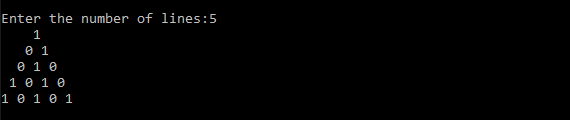 Enter the number of lines:5
    1
   0 1
  0 1 0
 1 0 1 0
1 0 1 0 1